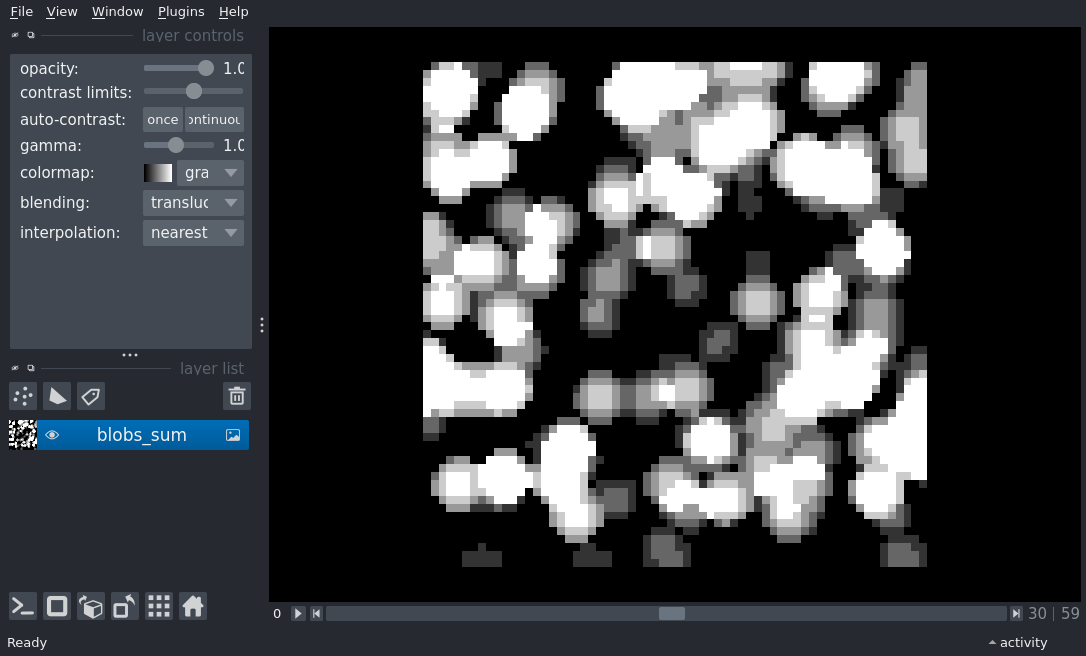 File View Window Plugins Help
layer controls
opacity: 1.0
contrast limits:
auto-contrast: once ontinuou
gamma: 1.0
colormap: gra
blending: transluc
interpolation: nearest
layer list
blobs_sum
0 30 | 59
Ready activity